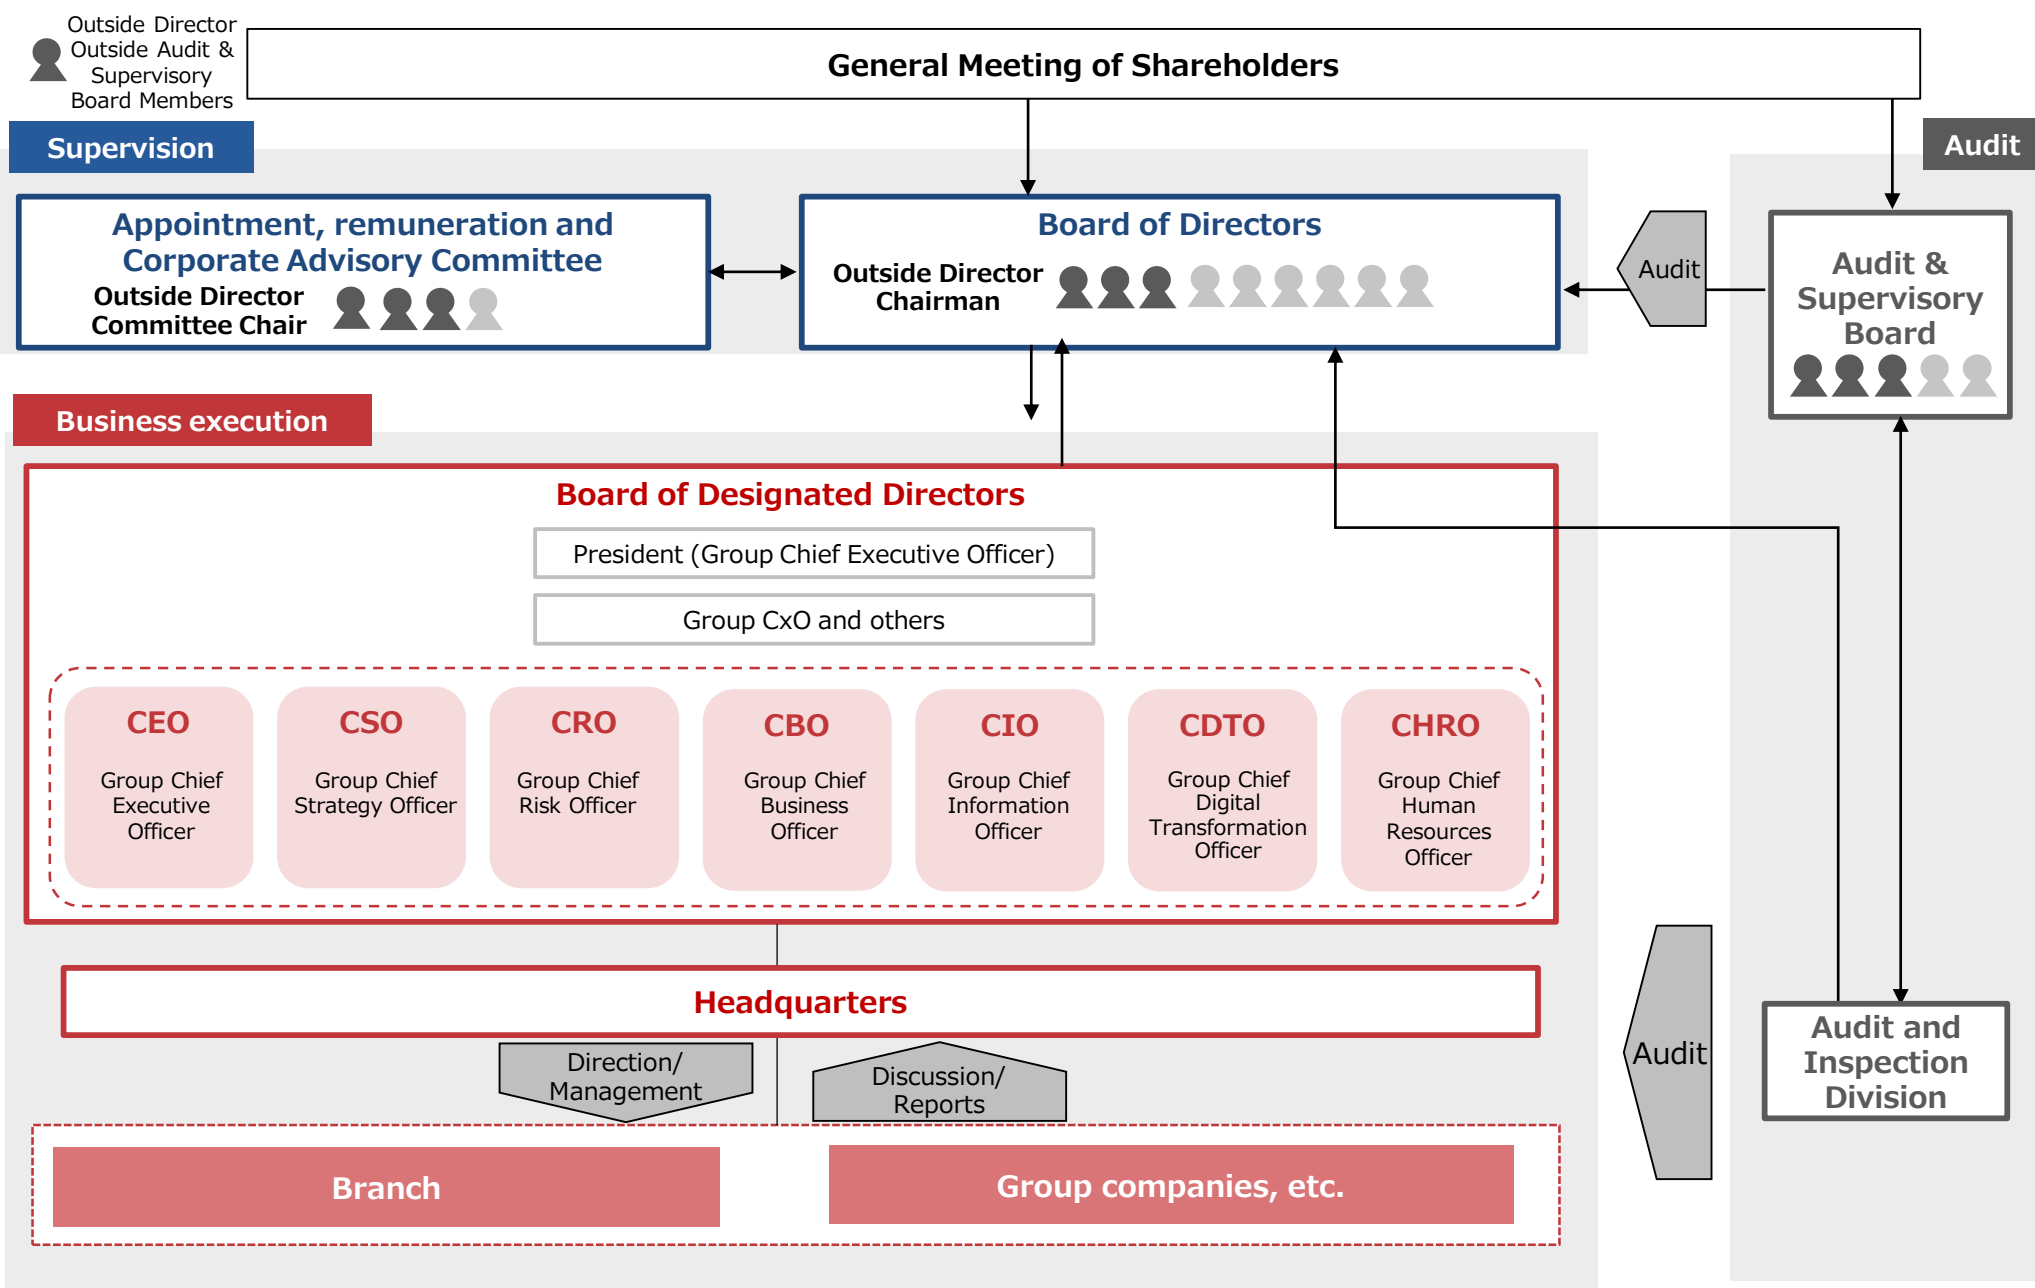 Outside Director
Outside Audit &
Supervisory
Board Members
General Meeting of Shareholders
Supervision
Audit
Appointment, remuneration and
Corporate Advisory Committee
Outside Director
Committee Chair
Board of Directors
Outside Director
Chairman
Audit
Audit &
Supervisory
Board
Business execution
Board of Designated Directors
President (Group Chief Executive Officer)
Group CxO and others
CEO
Group Chief
Executive
Officer
CSO
Group Chief
Strategy Officer
CRO
Group Chief
Risk Officer
CBO
Group Chief
Business
Officer
CIO
Group Chief
Information
Officer
CDTO
Group Chief
Digital
Transformation
Officer
CHRO
Group Chief
Human
Resources
Officer
Headquarters
Direction/
Management
Discussion/
Reports
Audit
Audit and
Inspection
Division
Branch
Group companies, etc.